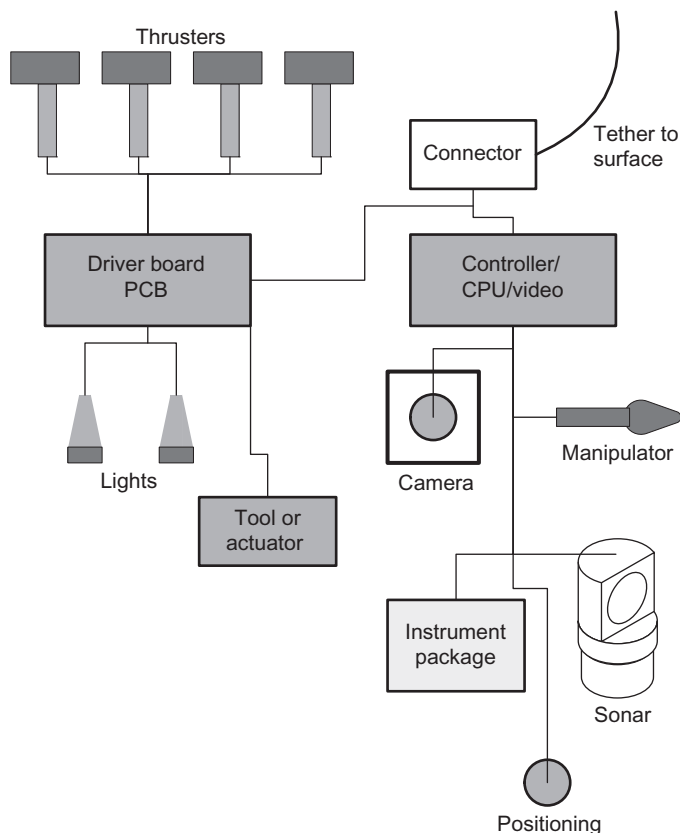 Thrusters
Connector
Tether to
surface
Driver board
PCB
Controller/
CPU/video
Lights
Camera
Manipulator
Tool or
actuator
Instrument
package
Sonar
Positioning